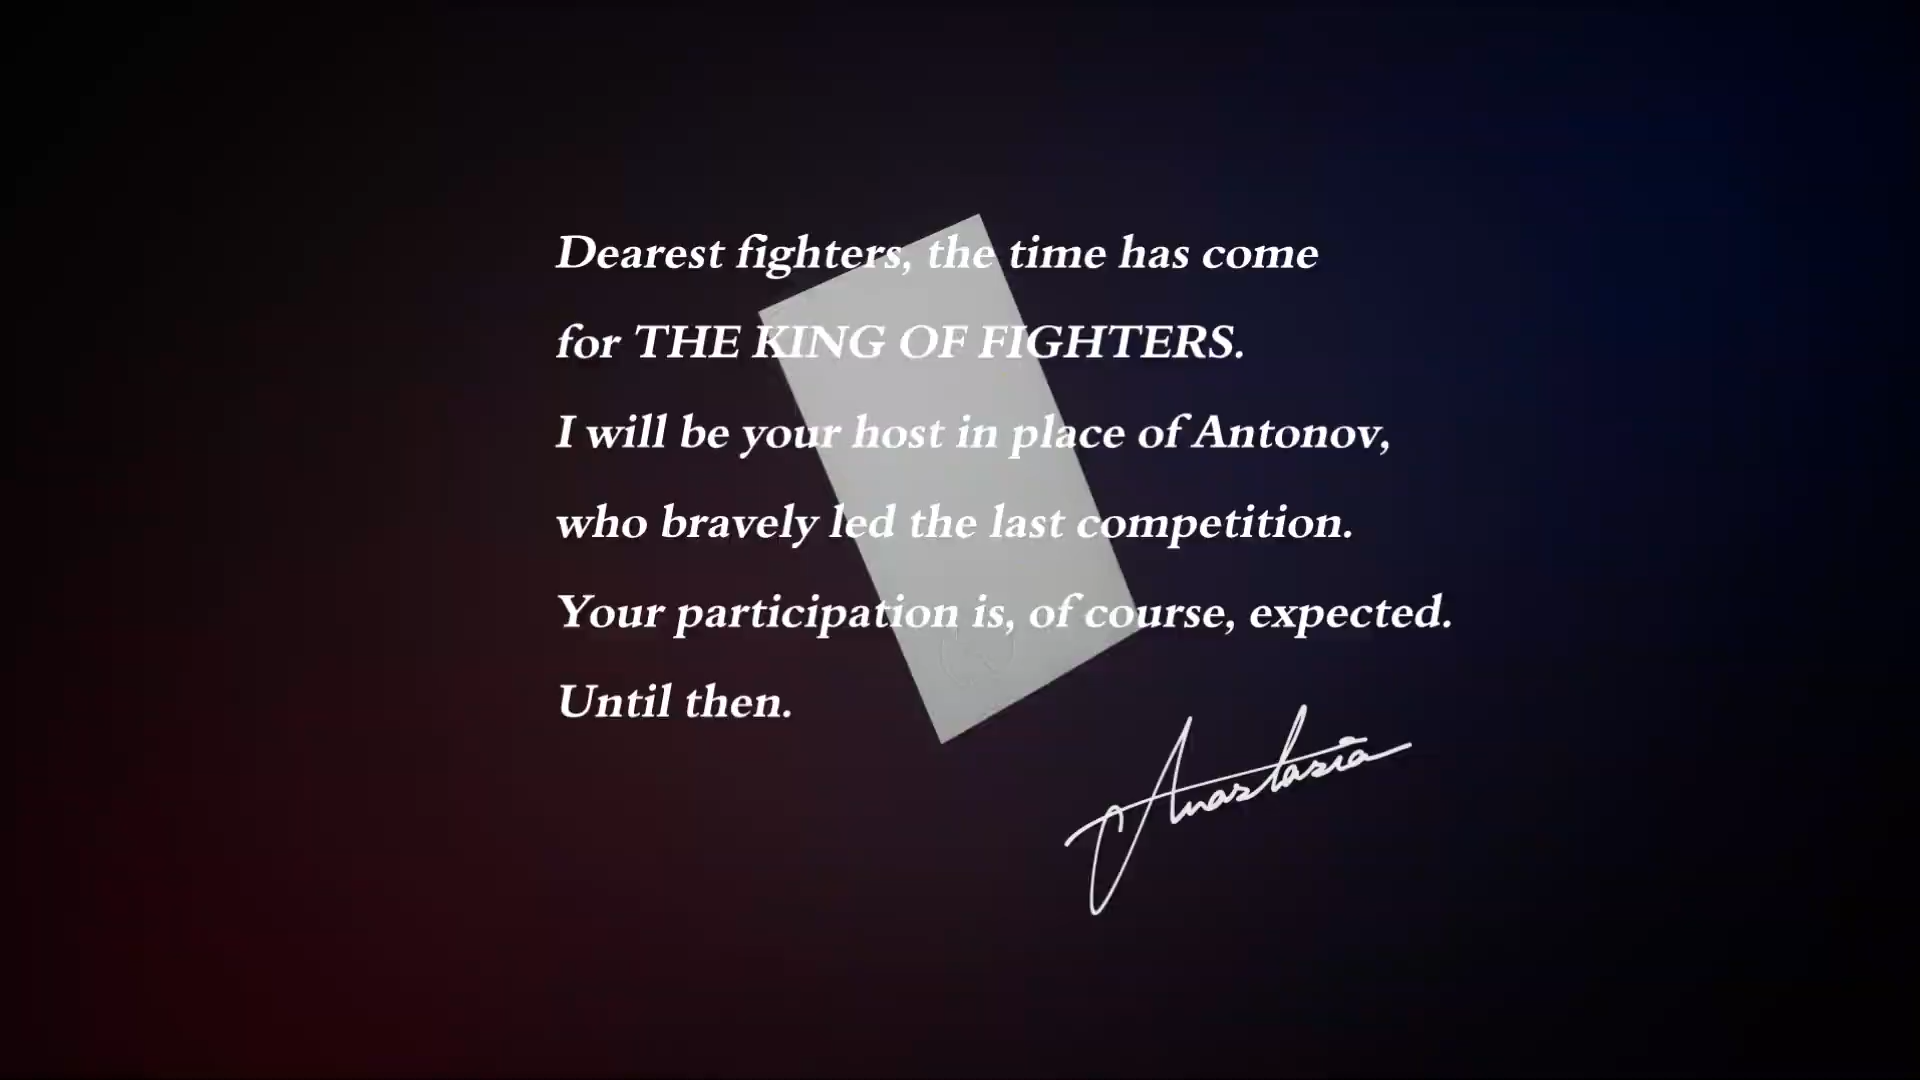 Dearest fighters, the time has come
for THE KING OF FIGHTERS.
I will be your host in place of Antonov,
who bravely led the last competition.
Your participation is, of course, expected.
Until then.
Anastasia